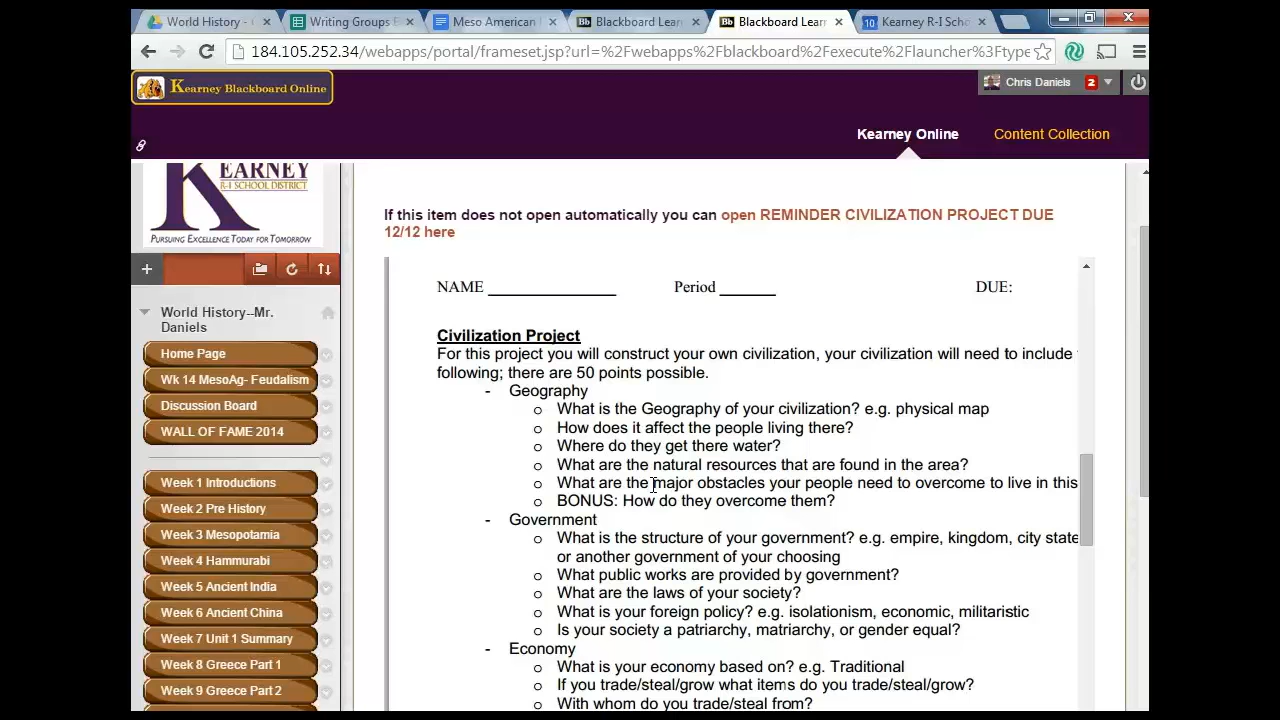 World History -
Writing Groups
Meso American
Blackboard Lear
Blackboard Lear
Kearney R-I Scho
184.105.252.34/webapps/portal/frameset.jsp?url=%2Fwebapps%2Fblackboard%2Fexecute%2Flauncher%3Ftype
Kearney Blackboard Online
Chris Daniels 2
Kearney Online
Content Collection
KEARNEY
R-I SCHOOL DISTRICT
PURSUING EXCELLENCE TODAY FOR TOMORROW
World History--Mr.
Daniels
Home Page
Wk 14 MesoAg- Feudalism
Discussion Board
WALL OF FAME 2014
Week 1 Introductions
Week 2 Pre History
Week 3 Mesopotamia
Week 4 Hammurabi
Week 5 Ancient India
Week 6 Ancient China
Week 7 Unit 1 Summary
Week 8 Greece Part 1
Week 9 Greece Part 2
If this item does not open automatically you can open REMINDER CIVILIZATION PROJECT DUE
12/12 here
NAME _______________ Period _______ DUE:
Civilization Project
For this project you will construct your own civilization, your civilization will need to include
following; there are 50 points possible.
- Geography
o What is the Geography of your civilization? e.g. physical map
o How does it affect the people living there?
o Where do they get there water?
o What are the natural resources that are found in the area?
o What are the major obstacles your people need to overcome to live in this
o BONUS: How do they overcome them?
- Government
o What is the structure of your government? e.g. empire, kingdom, city state
or another government of your choosing
o What public works are provided by government?
o What are the laws of your society?
o What is your foreign policy? e.g. isolationism, economic, militaristic
o Is your society a patriarchy, matriarchy, or gender equal?
- Economy
o What is your economy based on? e.g. Traditional
o If you trade/steal/grow what items do you trade/steal/grow?
o With whom do you trade/steal from?